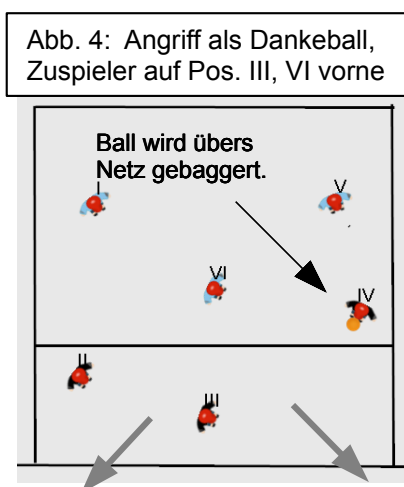 Abb. 4: Angriff als Dankeball,
Zuspieler auf Pos. III, VI vorne
Ball wird übers
Netz gebaggert.
I
V
VI
IV
II
III